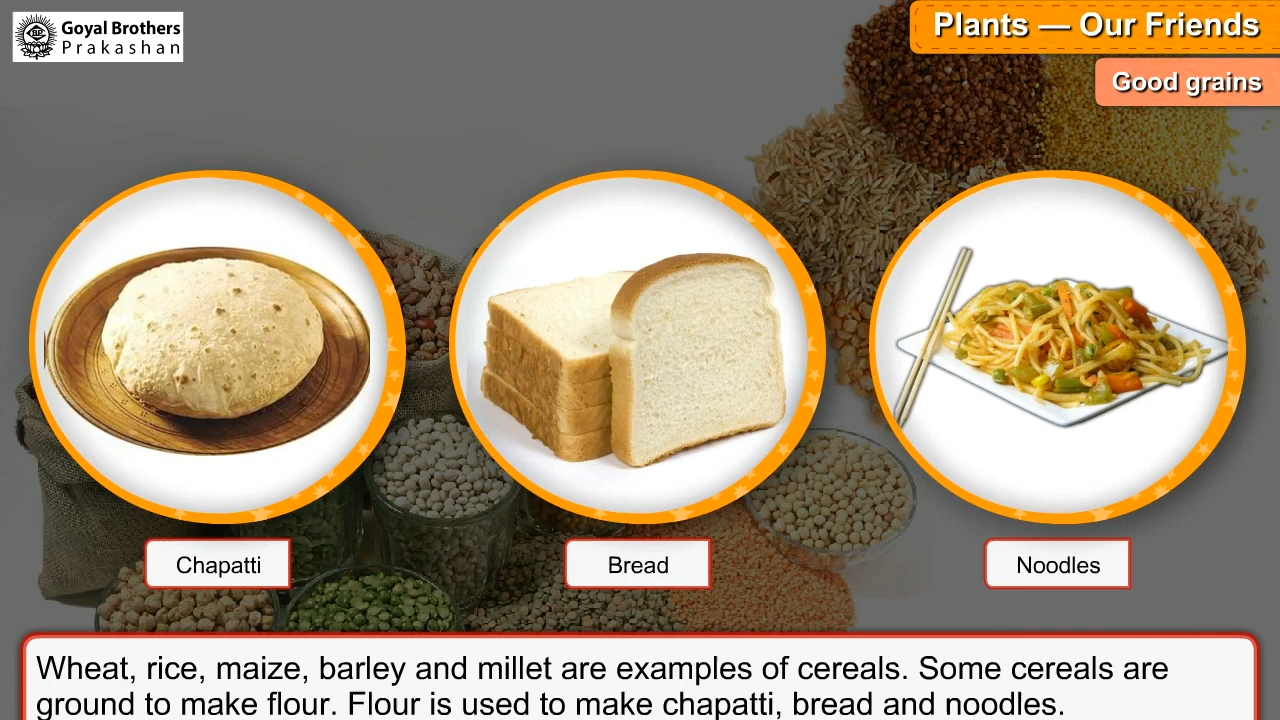 Goyal Brothers
Prakashan
Plants — Our Friends
Good grains
Chapatti
Bread
Noodles
Wheat, rice, maize, barley and millet are examples of cereals. Some cereals are
ground to make flour. Flour is used to make chapatti, bread and noodles.